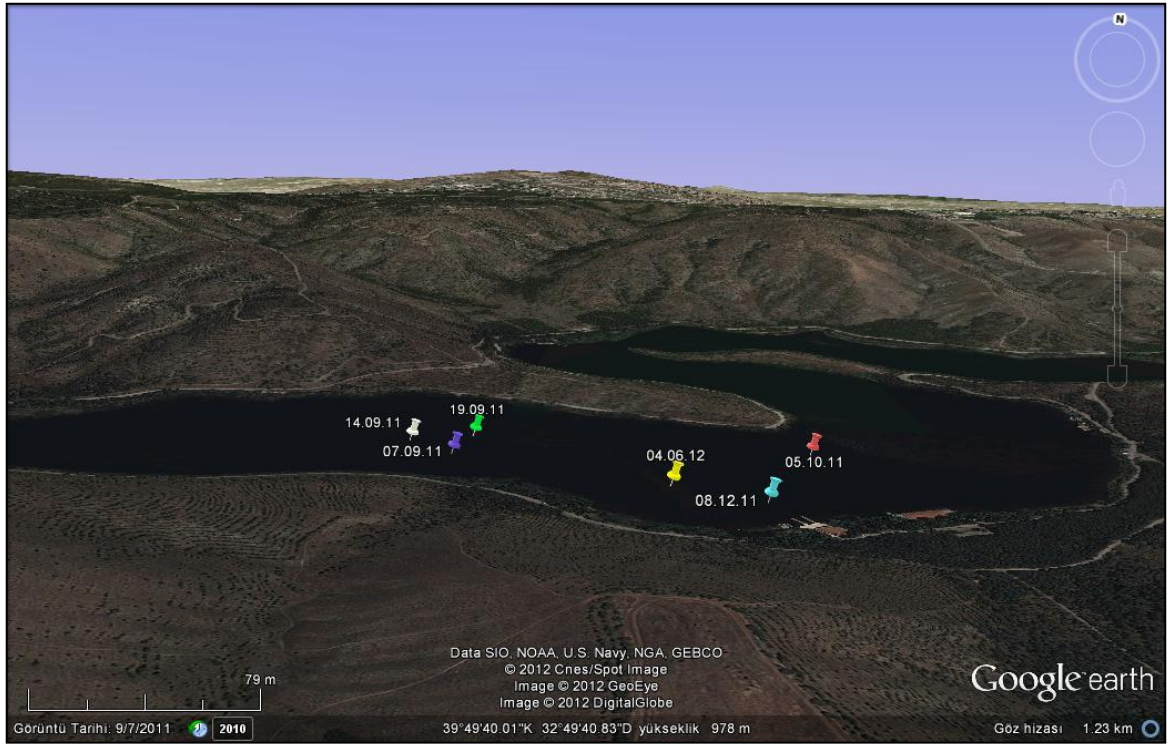 N
14.09.11
19.09.11
07.09.11
04.06.12
05.10.11
08.12.11
Data SIO, NOAA, U.S. Navy, NGA, GEBCO
© 2012 Cnes/Spot Image
Image © 2012 GeoEye
Image © 2012 DigitalGlobe
79 m
Google earth
Görüntü Tarihi: 9/7/2011 2010 39°49'40.01"K 32°49'40.83"D yükseklik 978 m Göz hizası 1.23 km